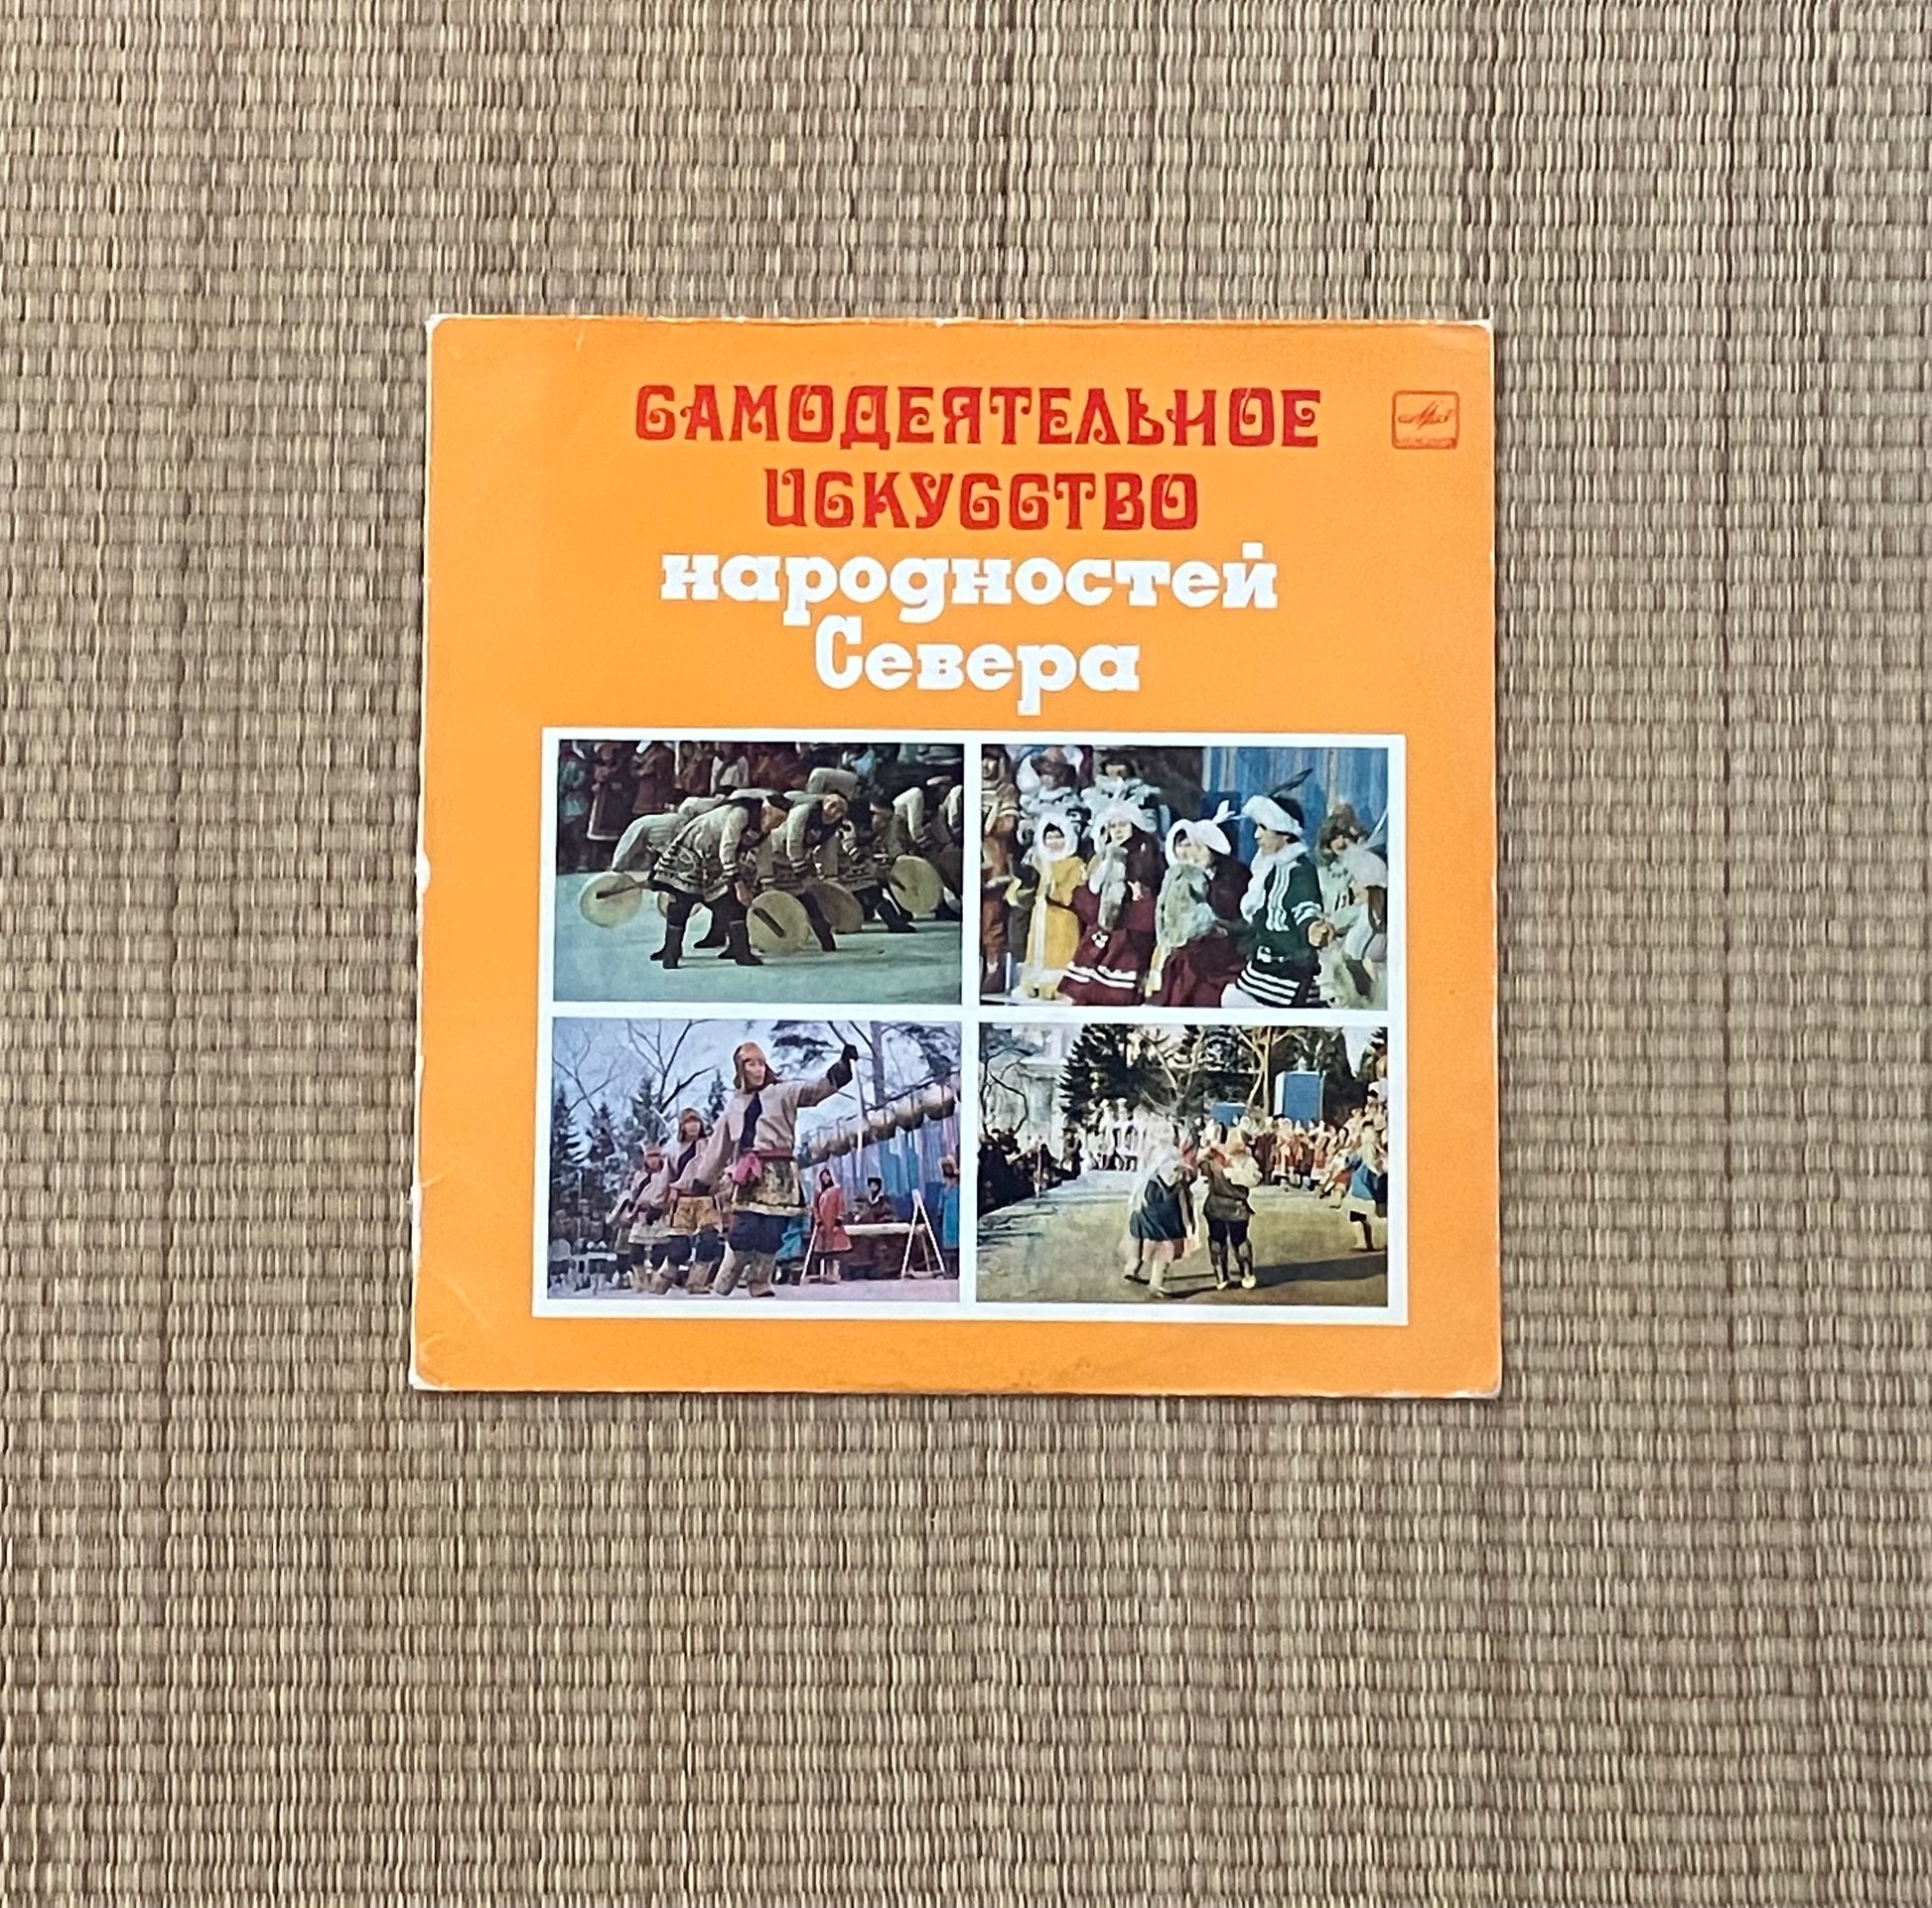 САМОДЕЯТЕЛЬНОЕ
ИСКУССТВО
народностей
Севера